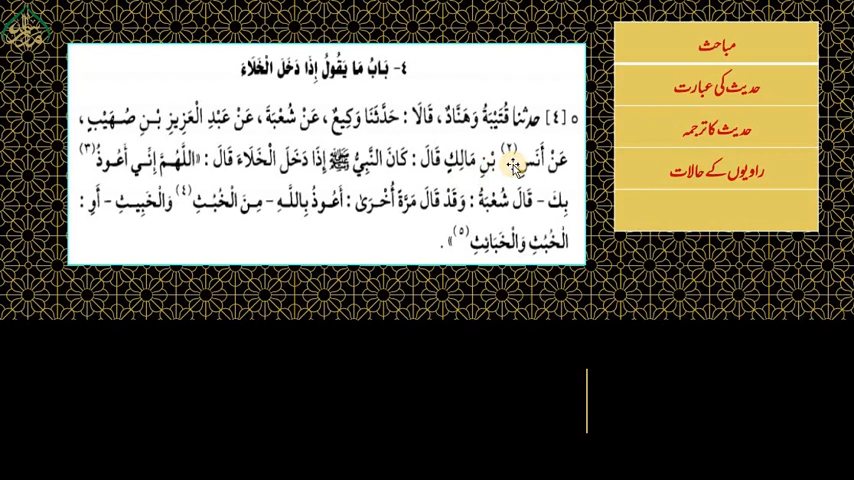 ٤- بَابُ مَا يَقُولُ إِذَا دَخَلَ الْخَلَاءَ
٥ [٤] حدثنا قُتَيْبَةُ وَهَنَّادٌ، قَالَا : حَدَّثَنَا وَكِيعٌ، عَنْ شُعْبَةَ، عَنْ عَبْدِ الْعَزِيزِ بْنِ صُهَيْبٍ،
عَنْ أَنَسِ(٢) بْنِ مَالِكٍ قَالَ : كَانَ النَّبِيُّ ﷺ إِذَا دَخَلَ الْخَلَاءَ قَالَ : «اللَّهُمَّ إِنِّي أَعُوذُ(٣)
بِكَ - قَالَ شُعْبَةُ : وَقَدْ قَالَ مَرَّةً أُخْرَىٰ : أَعُوذُ بِاللَّهِ - مِنَ الْخُبْثِ(٤) وَالْخَبِيثِ - أَوِ :
الْخُبُثِ وَالْخَبَائِثِ(٥)» .
مباحث
حدیث کی عبارت
حدیث کا ترجمہ
راویوں کے حالات